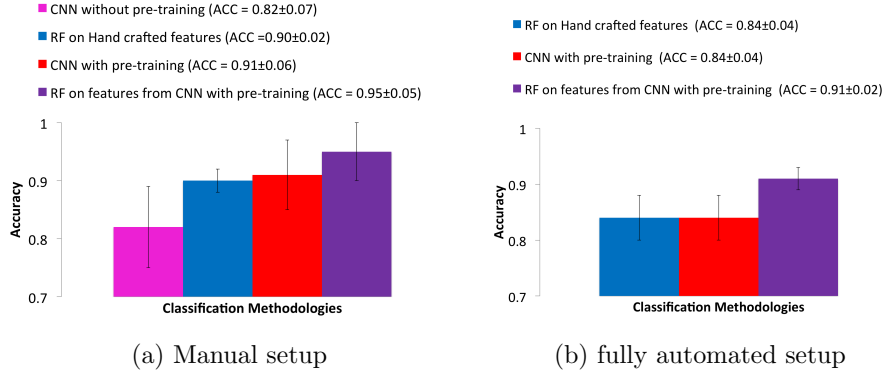 CNN without pre-training (ACC = 0.82±0.07)
RF on Hand crafted features (ACC =0.90±0.02)
CNN with pre-training (ACC = 0.91±0.06)
RF on features from CNN with pre-training (ACC = 0.95±0.05)
1
0.9
0.8
0.7
Accuracy
Classification Methodologies
(a) Manual setup
RF on Hand crafted features (ACC = 0.84±0.04)
CNN with pre-training (ACC = 0.84±0.04)
RF on features from CNN with pre-training (ACC = 0.91±0.02)
1
0.9
0.8
0.7
Accuracy
Classification Methodologies
(b) fully automated setup